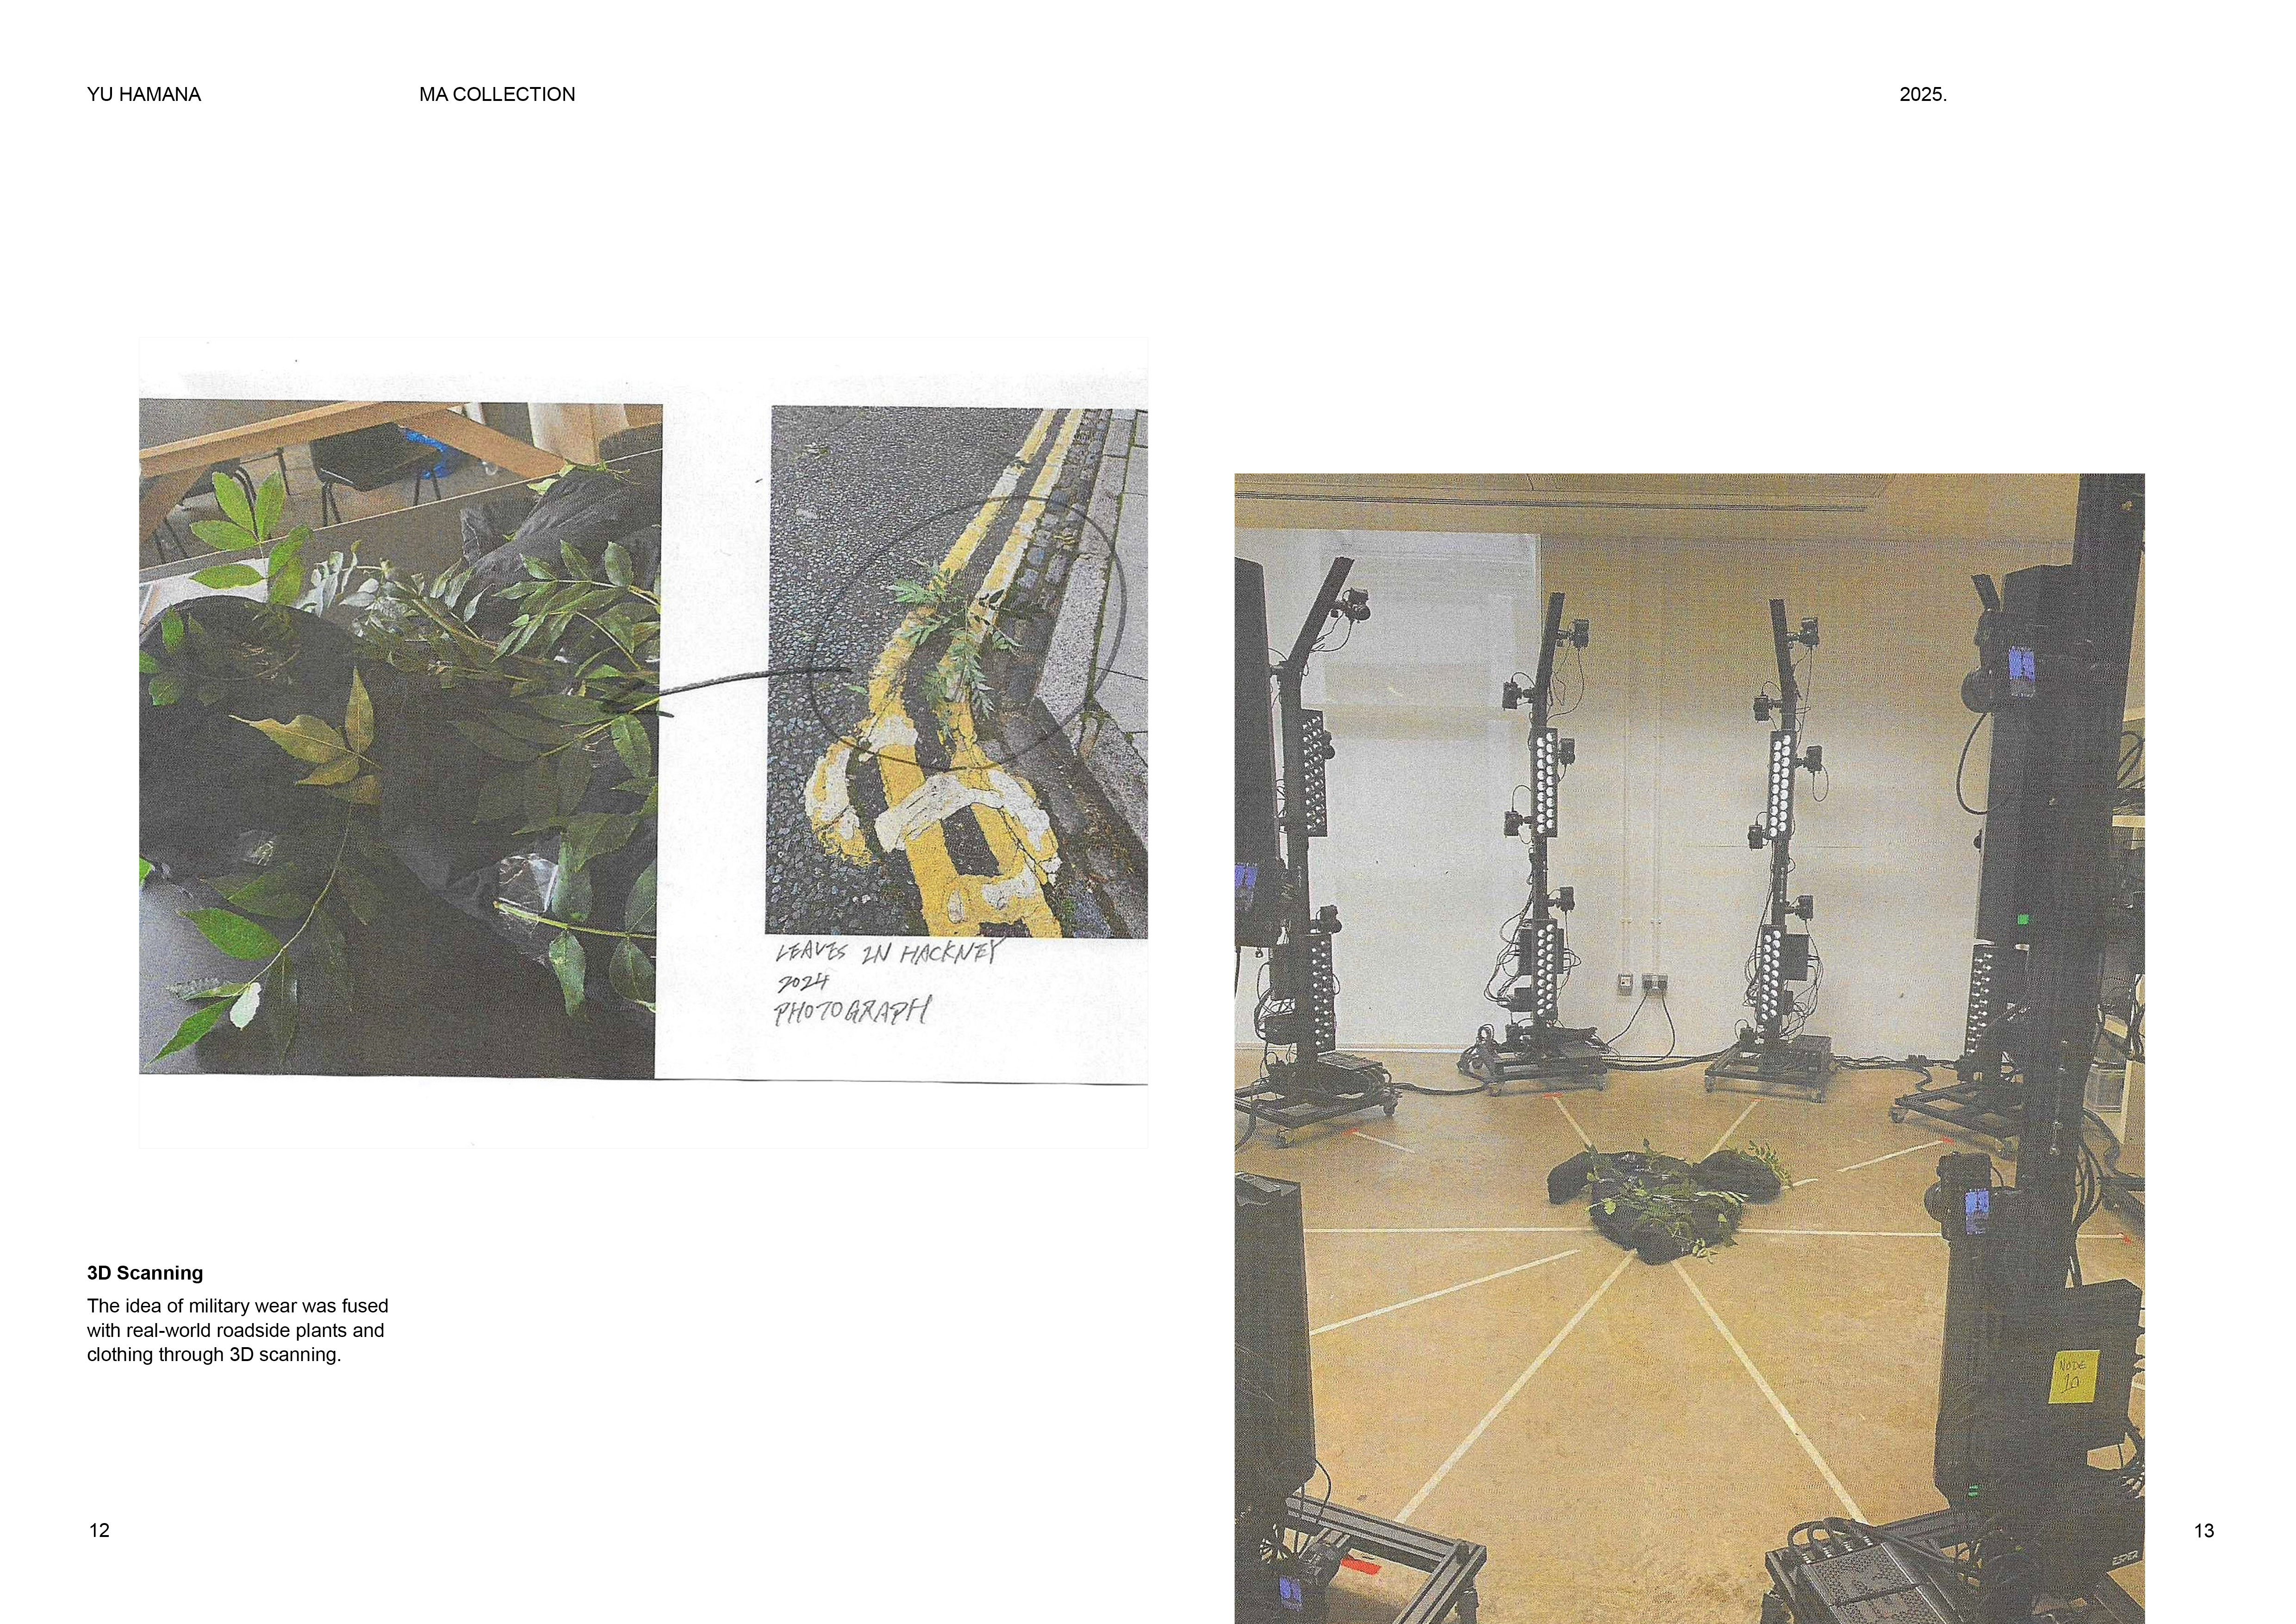 YU HAMANA
MA COLLECTION
2025.
LEAVES IN HACKNEY
2024
PHOTOGRAPH
3D Scanning
The idea of military wear was fused
with real-world roadside plants and
clothing through 3D scanning.
NODE
10
ESPER
12
13